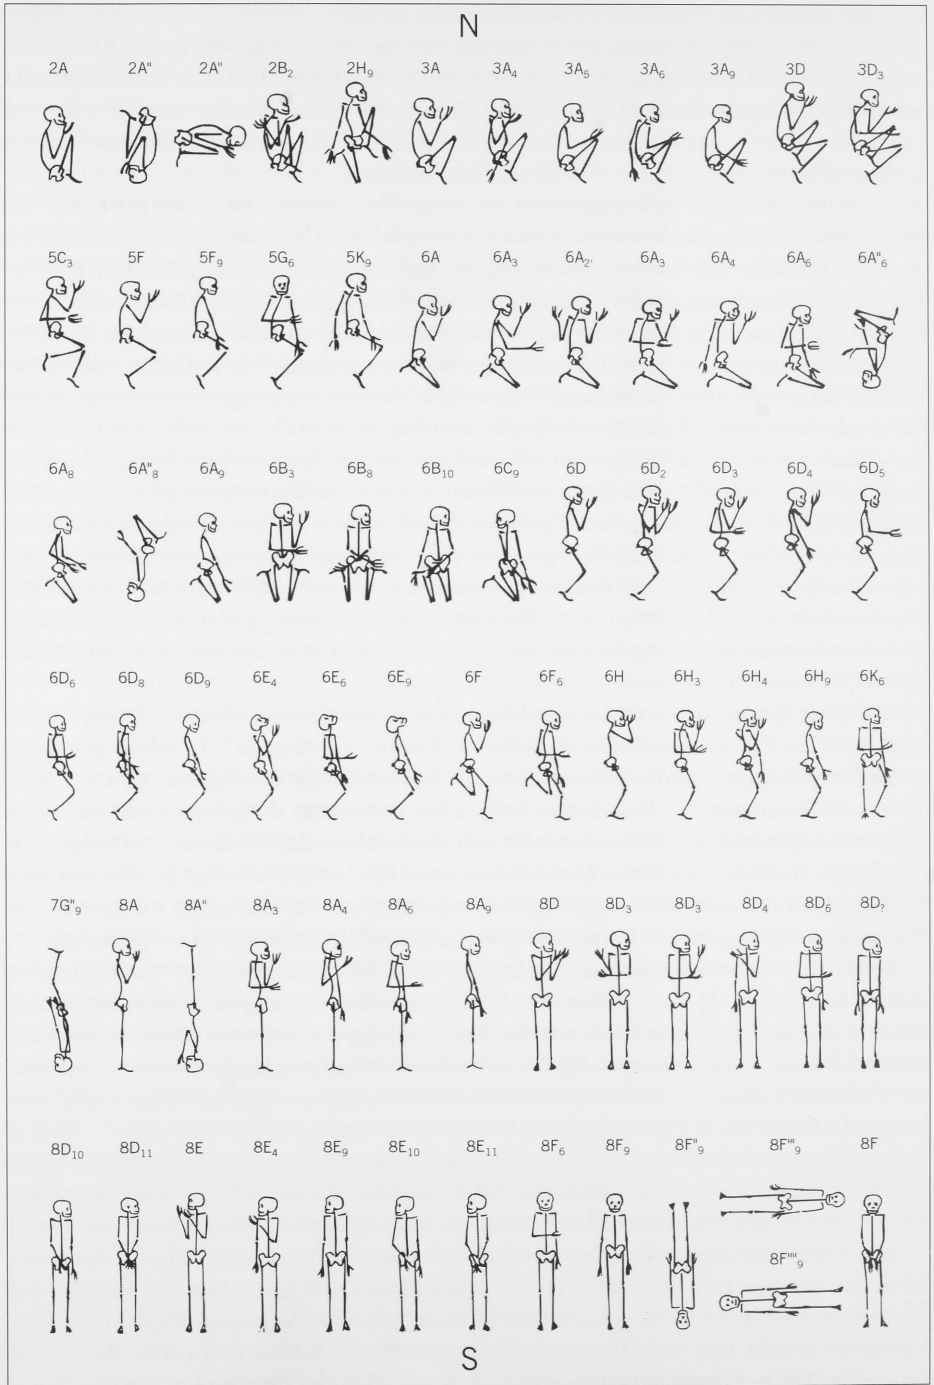 N
2A 2A" 2A" 2B₂ 2H₉ 3A 3A₄ 3A₅ 3A₆ 3A₉ 3D 3D₃
5C₃ 5F 5F₉ 5G₆ 5K₉ 6A 6A₃ 6A₂' 6A₃ 6A₄ 6A₆ 6A"₆
6A₈ 6A"₈ 6A₉ 6B₃ 6B₈ 6B₁₀ 6C₉ 6D 6D₂ 6D₃ 6D₄ 6D₅
6D₆ 6D₈ 6D₉ 6E₄ 6E₆ 6E₉ 6F 6F₆ 6H 6H₃ 6H₄ 6H₉ 6K₆
7G"₉ 8A 8A" 8A₃ 8A₄ 8A₆ 8A₉ 8D 8D₃ 8D₃ 8D₄ 8D₆ 8D₉
8D₁₀ 8D₁₁ 8E 8E₄ 8E₉ 8E₁₀ 8E₁₁ 8F₆ 8F₉ 8F"₉ 8F"'₉ 8F
8F""₉
S